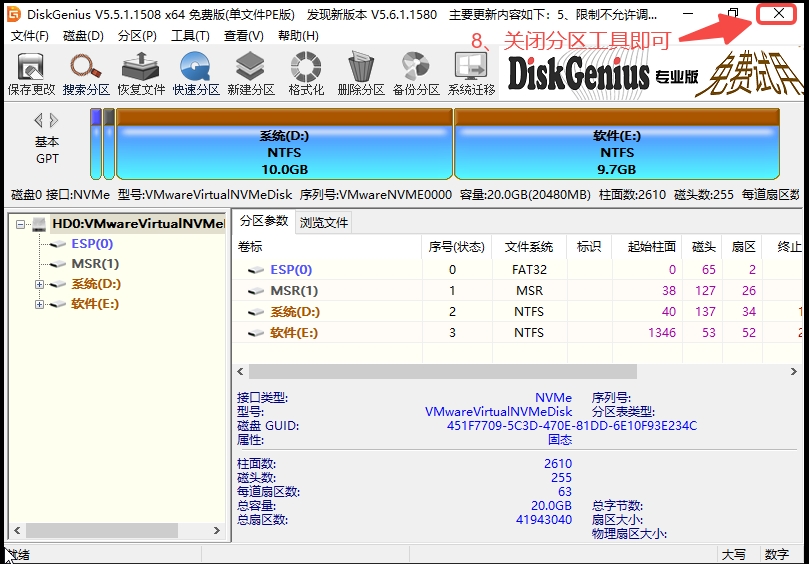 DiskGenius V5.5.1.1508 x64 免费版(单文件PE版) 发现新版本 V5.6.1.1580 主要更新内容如下：5、限制不允许调...
文件(F) 磁盘(D) 分区(P) 工具(T) 查看(V) 帮助(H)
8、关闭分区工具即可
保存更改 搜索分区 恢复文件 快速分区 新建分区 格式化 删除分区 备份分区 系统迁移
DiskGenius 专业版 免费试用
基本
GPT
系统(D:)
NTFS
10.0GB
软件(E:)
NTFS
9.7GB
磁盘0 接口:NVMe 型号:VMwareVirtualNVMeDisk 序列号:VMwareNVME0000 容量:20.0GB(20480MB) 柱面数:2610 磁头数:255 每道扇区数
HD0:VMwareVirtualNVMe
ESP(0)
MSR(1)
系统(D:)
软件(E:)
分区参数 浏览文件
卷标 序号(状态) 文件系统 标识 起始柱面 磁头 扇区 终止
ESP(0) 0 FAT32 0 65 2
MSR(1) 1 MSR 38 127 26
系统(D:) 2 NTFS 40 137 34 1
软件(E:) 3 NTFS 1346 53 52 2
接口类型: NVMe 序列号:
型号: VMwareVirtualNVMeDisk 分区表类型:
磁盘 GUID: 451F7709-5C3D-470E-81DD-6E10F93E234C
属性: 固态
柱面数: 2610
磁头数: 255
每道扇区数: 63
总容量: 20.0GB 总字节数:
总扇区数: 41943040 扇区大小:
物理扇区大小:
就绪 大写 数字